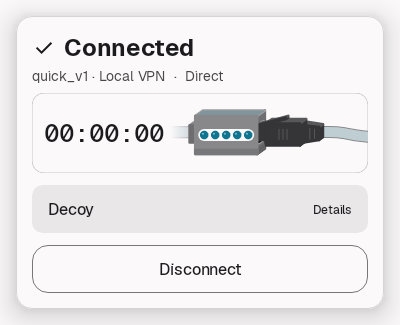 Connected
quick_v1 · Local VPN · Direct
00:00:00
Decoy
Details
Disconnect